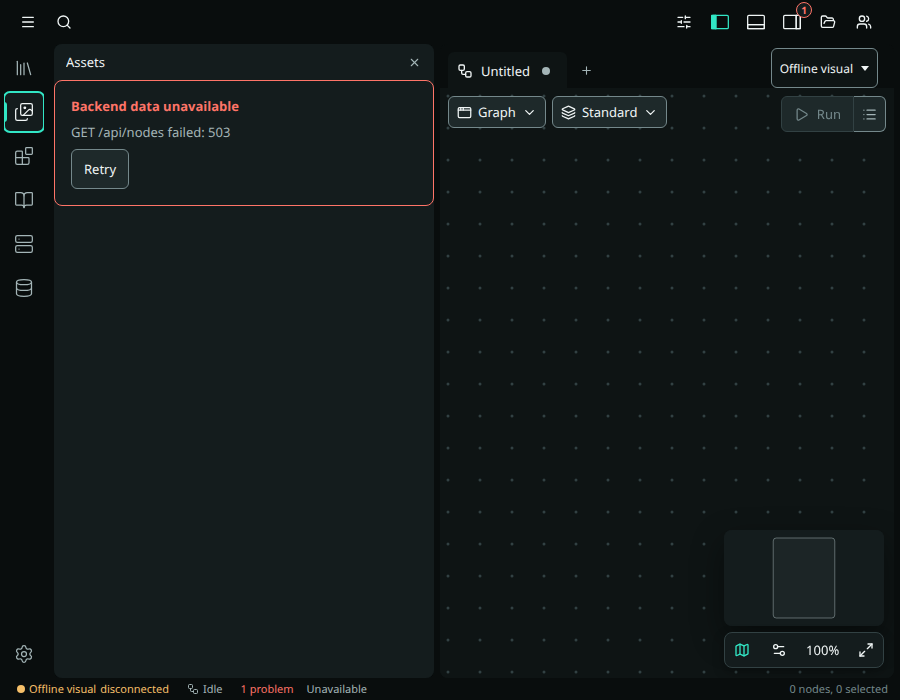 1
Assets
Untitled
Offline visual
Backend data unavailable
GET /api/nodes failed: 503
Retry
Graph
Standard
Run
100%
Offline visual disconnected
Idle
1 problem
Unavailable
0 nodes, 0 selected